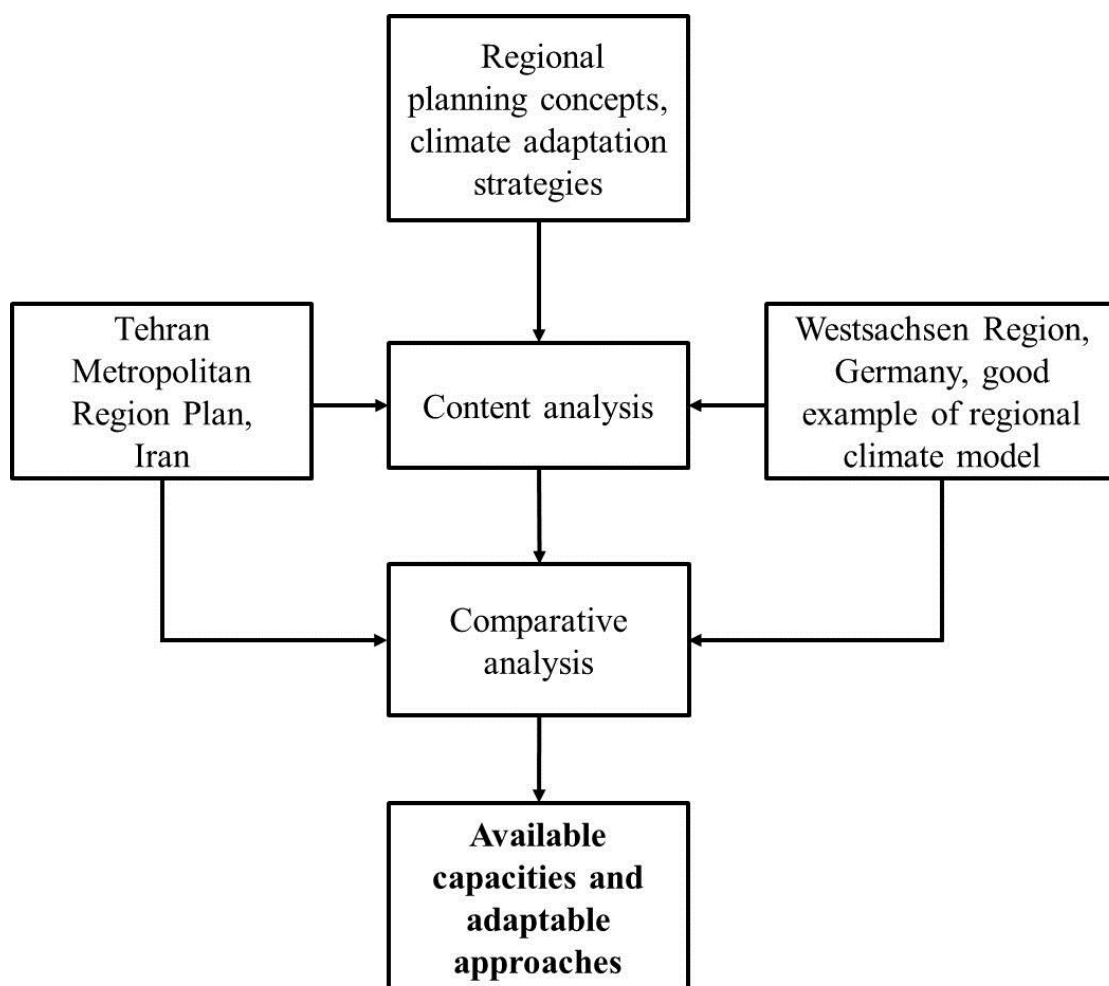 Regional
planning concepts,
climate adaptation
strategies
Tehran
Metropolitan
Region Plan,
Iran
Content analysis
Westsachsen Region,
Germany, good
example of regional
climate model
Comparative
analysis
Available
capacities and
adaptable
approaches